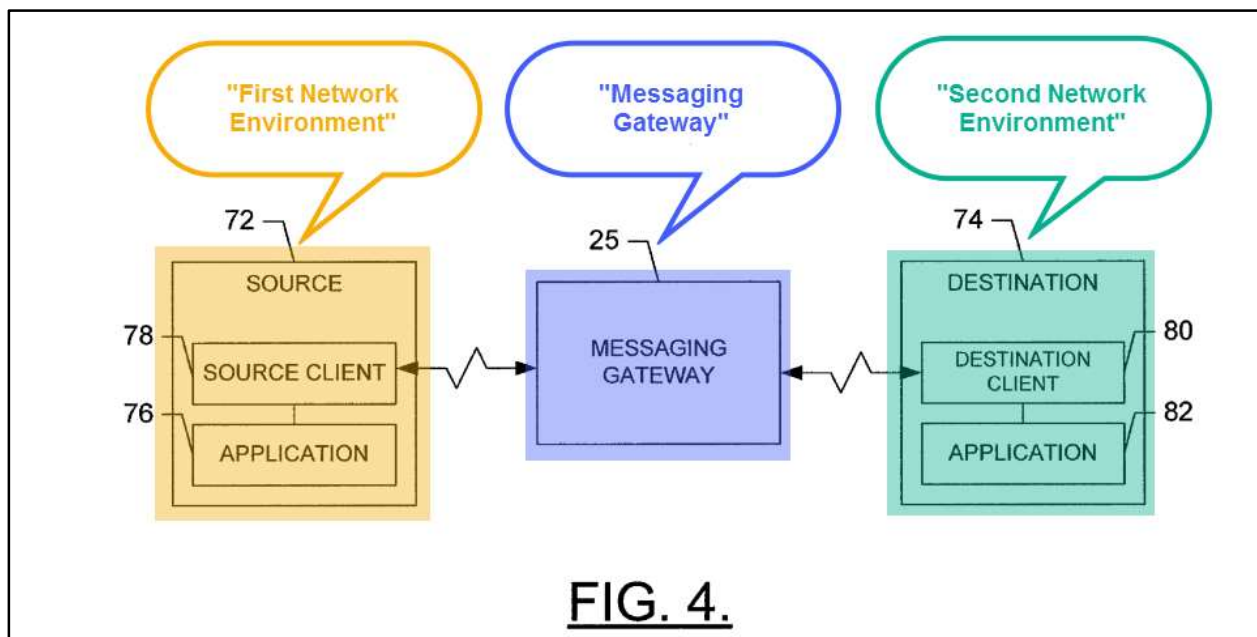 "First Network
Environment"
"Messaging
Gateway"
"Second Network
Environment"
72
25
74
SOURCE
DESTINATION
78
SOURCE CLIENT
MESSAGING
GATEWAY
DESTINATION
CLIENT
80
76
APPLICATION
APPLICATION
82
FIG. 4.